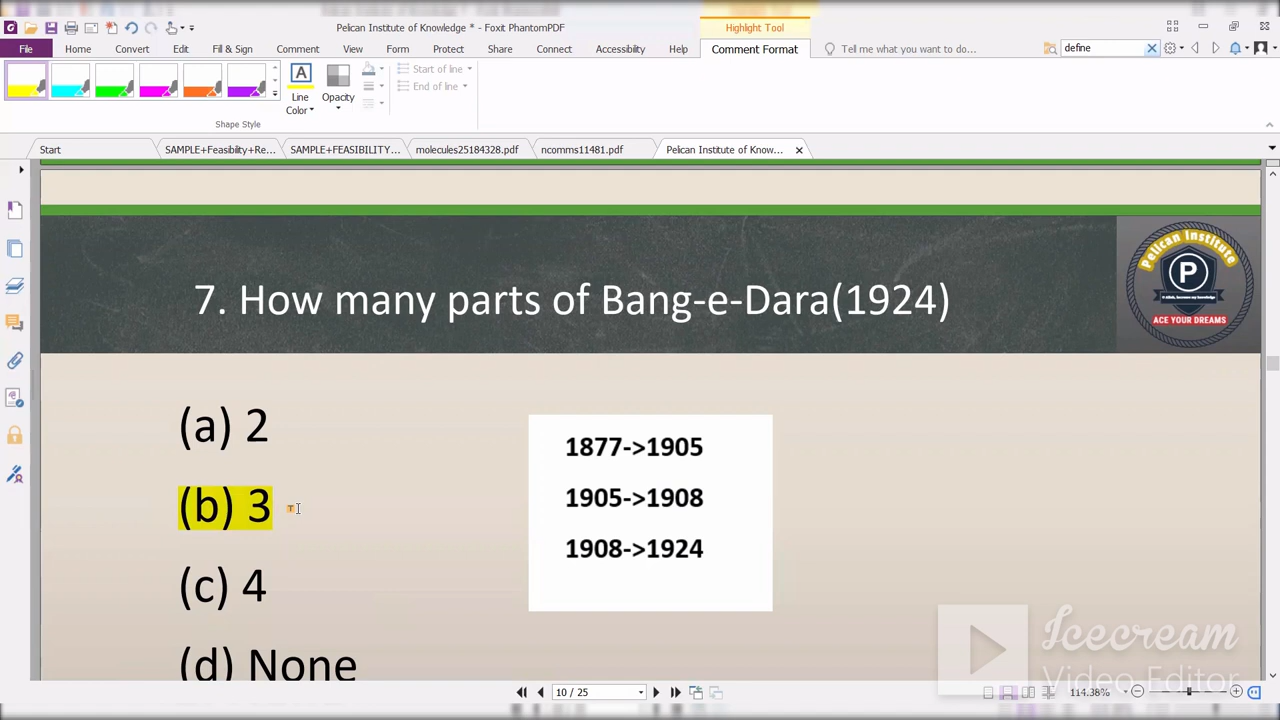 Pelican Institute of Knowledge * - Foxit PhantomPDF
Highlight Tool
File Home Convert Edit Fill & Sign Comment View Form Protect Share Connect Accessibility Help Comment Format Tell me what you want to do... define
Start of line
End of line
Line Color
Opacity
Shape Style
Start SAMPLE+Feasibility+Re... SAMPLE+FEASIBILITY... molecules25184328.pdf ncomms11481.pdf Pelican Institute of Know...
7. How many parts of Bang-e-Dara(1924)
Pelican Institute
P
ACE YOUR DREAMS
(a) 2
(b) 3
(c) 4
(d) None
1877->1905
1905->1908
1908->1924
Icecream
Video Editor
10 / 25
114.38%